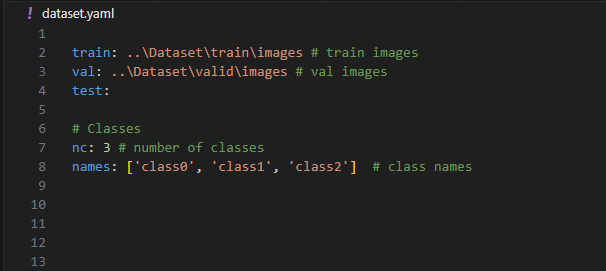 ! dataset.yaml
1
2 train: ..\Dataset\train\images # train images
3 val: ..\Dataset\valid\images # val images
4 test:
5
6 # Classes
7 nc: 3 # number of classes
8 names: ['class0', 'class1', 'class2']  # class names
9
10
11
12
13